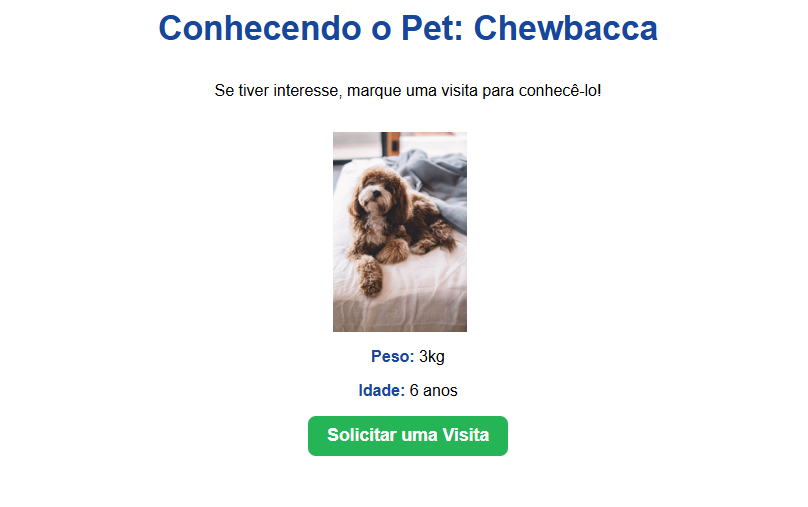 Conhecendo o Pet: Chewbacca
Se tiver interesse, marque uma visita para conhecê-lo!
Peso: 3kg
Idade: 6 anos
Solicitar uma Visita